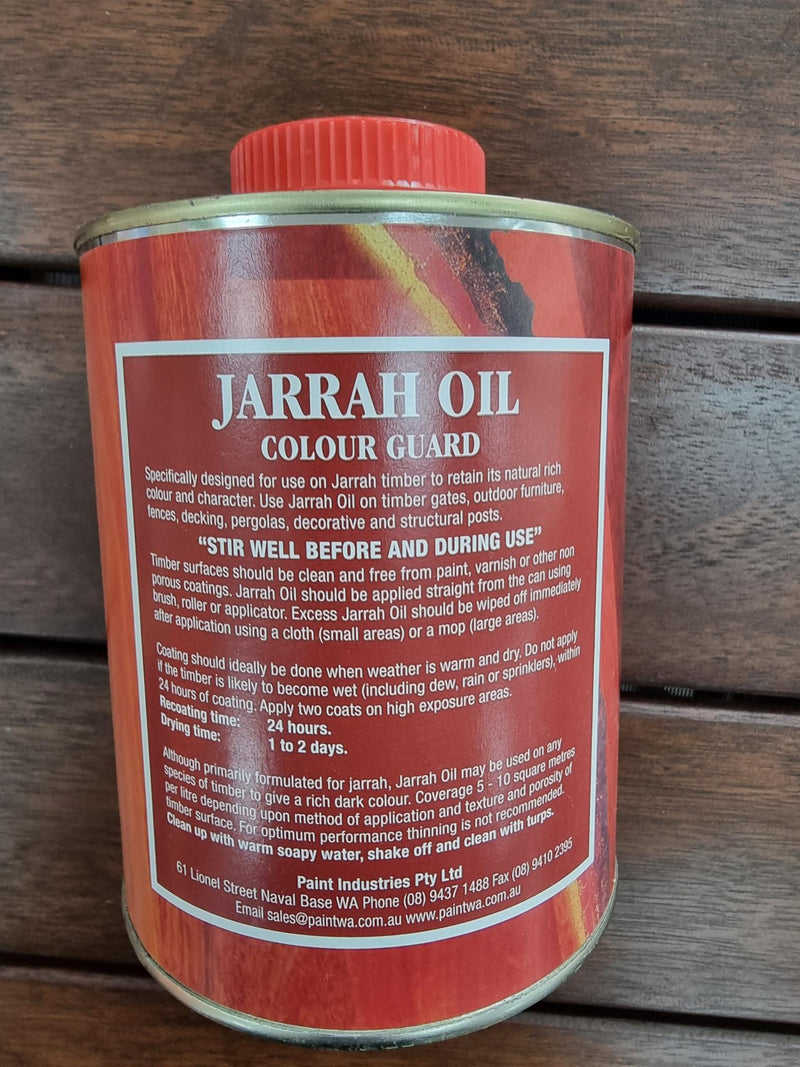 JARRAH OIL
COLOUR GUARD
Specifically designed for use on Jarrah timber to retain its natural rich
colour and character. Use Jarrah Oil on timber gates, outdoor furniture,
fences, decking, pergolas, decorative and structural posts.
“STIR WELL BEFORE AND DURING USE”
Timber surfaces should be clean and free from paint, varnish or other non
porous coatings. Jarrah Oil should be applied straight from the can using
brush, roller or applicator. Excess Jarrah Oil should be wiped off immediately
after application using a cloth (small areas) or a mop (large areas).
Coating should ideally be done when weather is warm and dry. Do not apply
if the timber is likely to become wet (including dew, rain or sprinklers), within
24 hours of coating. Apply two coats on high exposure areas.
Recoating time: 24 hours.
Drying time: 1 to 2 days.
Although primarily formulated for jarrah, Jarrah Oil may be used on any
species of timber to give a rich dark colour. Coverage 5 - 10 square metres
per litre depending upon method of application and texture and porosity of
timber surface. For optimum performance thinning is not recommended.
Clean up with warm soapy water, shake off and clean with turps.
Paint Industries Pty Ltd
61 Lionel Street Naval Base WA Phone (08) 9437 1488 Fax (08) 9410 2395
Email sales@paintwa.com.au www.paintwa.com.au